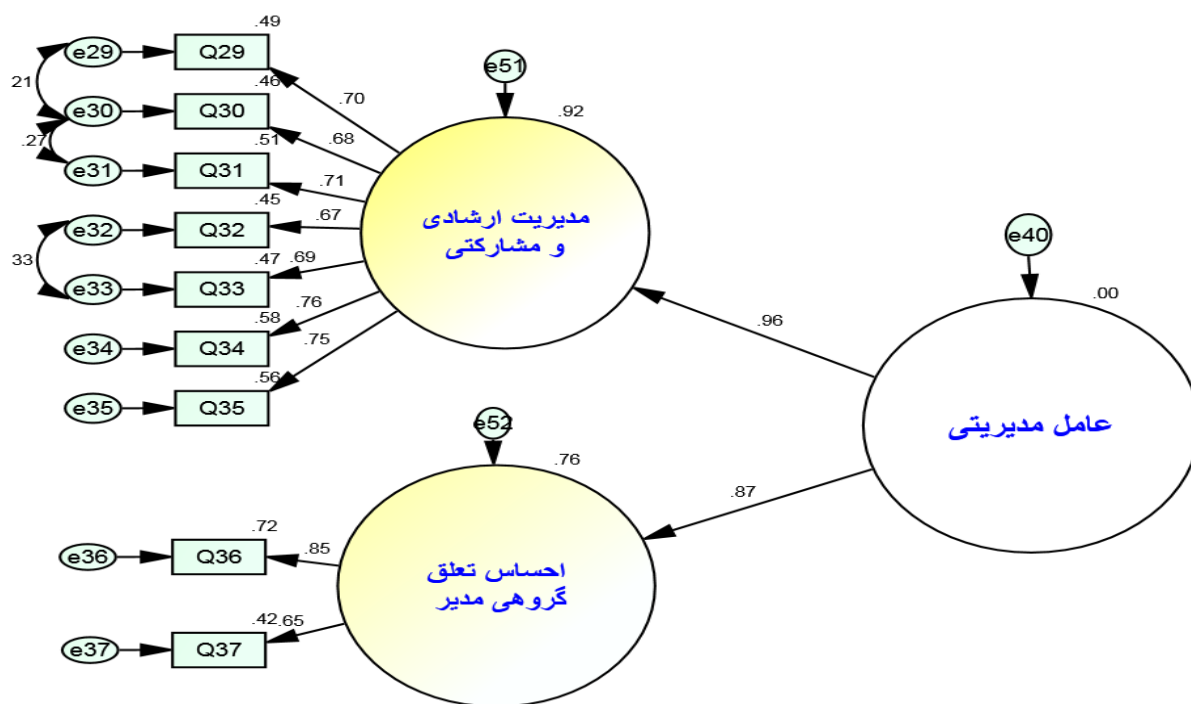 .49
e29
Q29
21
.46
e30
Q30
.27
.51
e31
Q31
.45
e32
Q32
33
.47
e33
Q33
.58
e34
Q34
.56
e35
Q35
.70
.68
.71
.67
.69
.76
.75
e51
.92
مدیریت ارشادی
و مشارکتی
.96
e40
.00
عامل مدیریتی
.87
e52
.76
احساس تعلق
گروهی مدیر
.72
.85
e36
Q36
.42
.65
e37
Q37